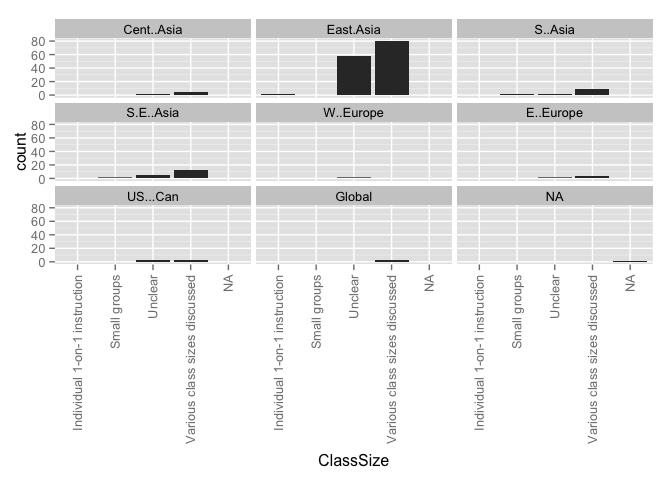 Cent..Asia
East.Asia
S..Asia
80
60
40
20
0
S.E..Asia
W..Europe
E..Europe
80
60
40
20
0
US...Can
Global
NA
80
60
40
20
0
count
Individual 1-on-1 instruction
Small groups
Unclear
Various class sizes discussed
NA
Individual 1-on-1 instruction
Small groups
Unclear
Various class sizes discussed
NA
Individual 1-on-1 instruction
Small groups
Unclear
Various class sizes discussed
NA
ClassSize